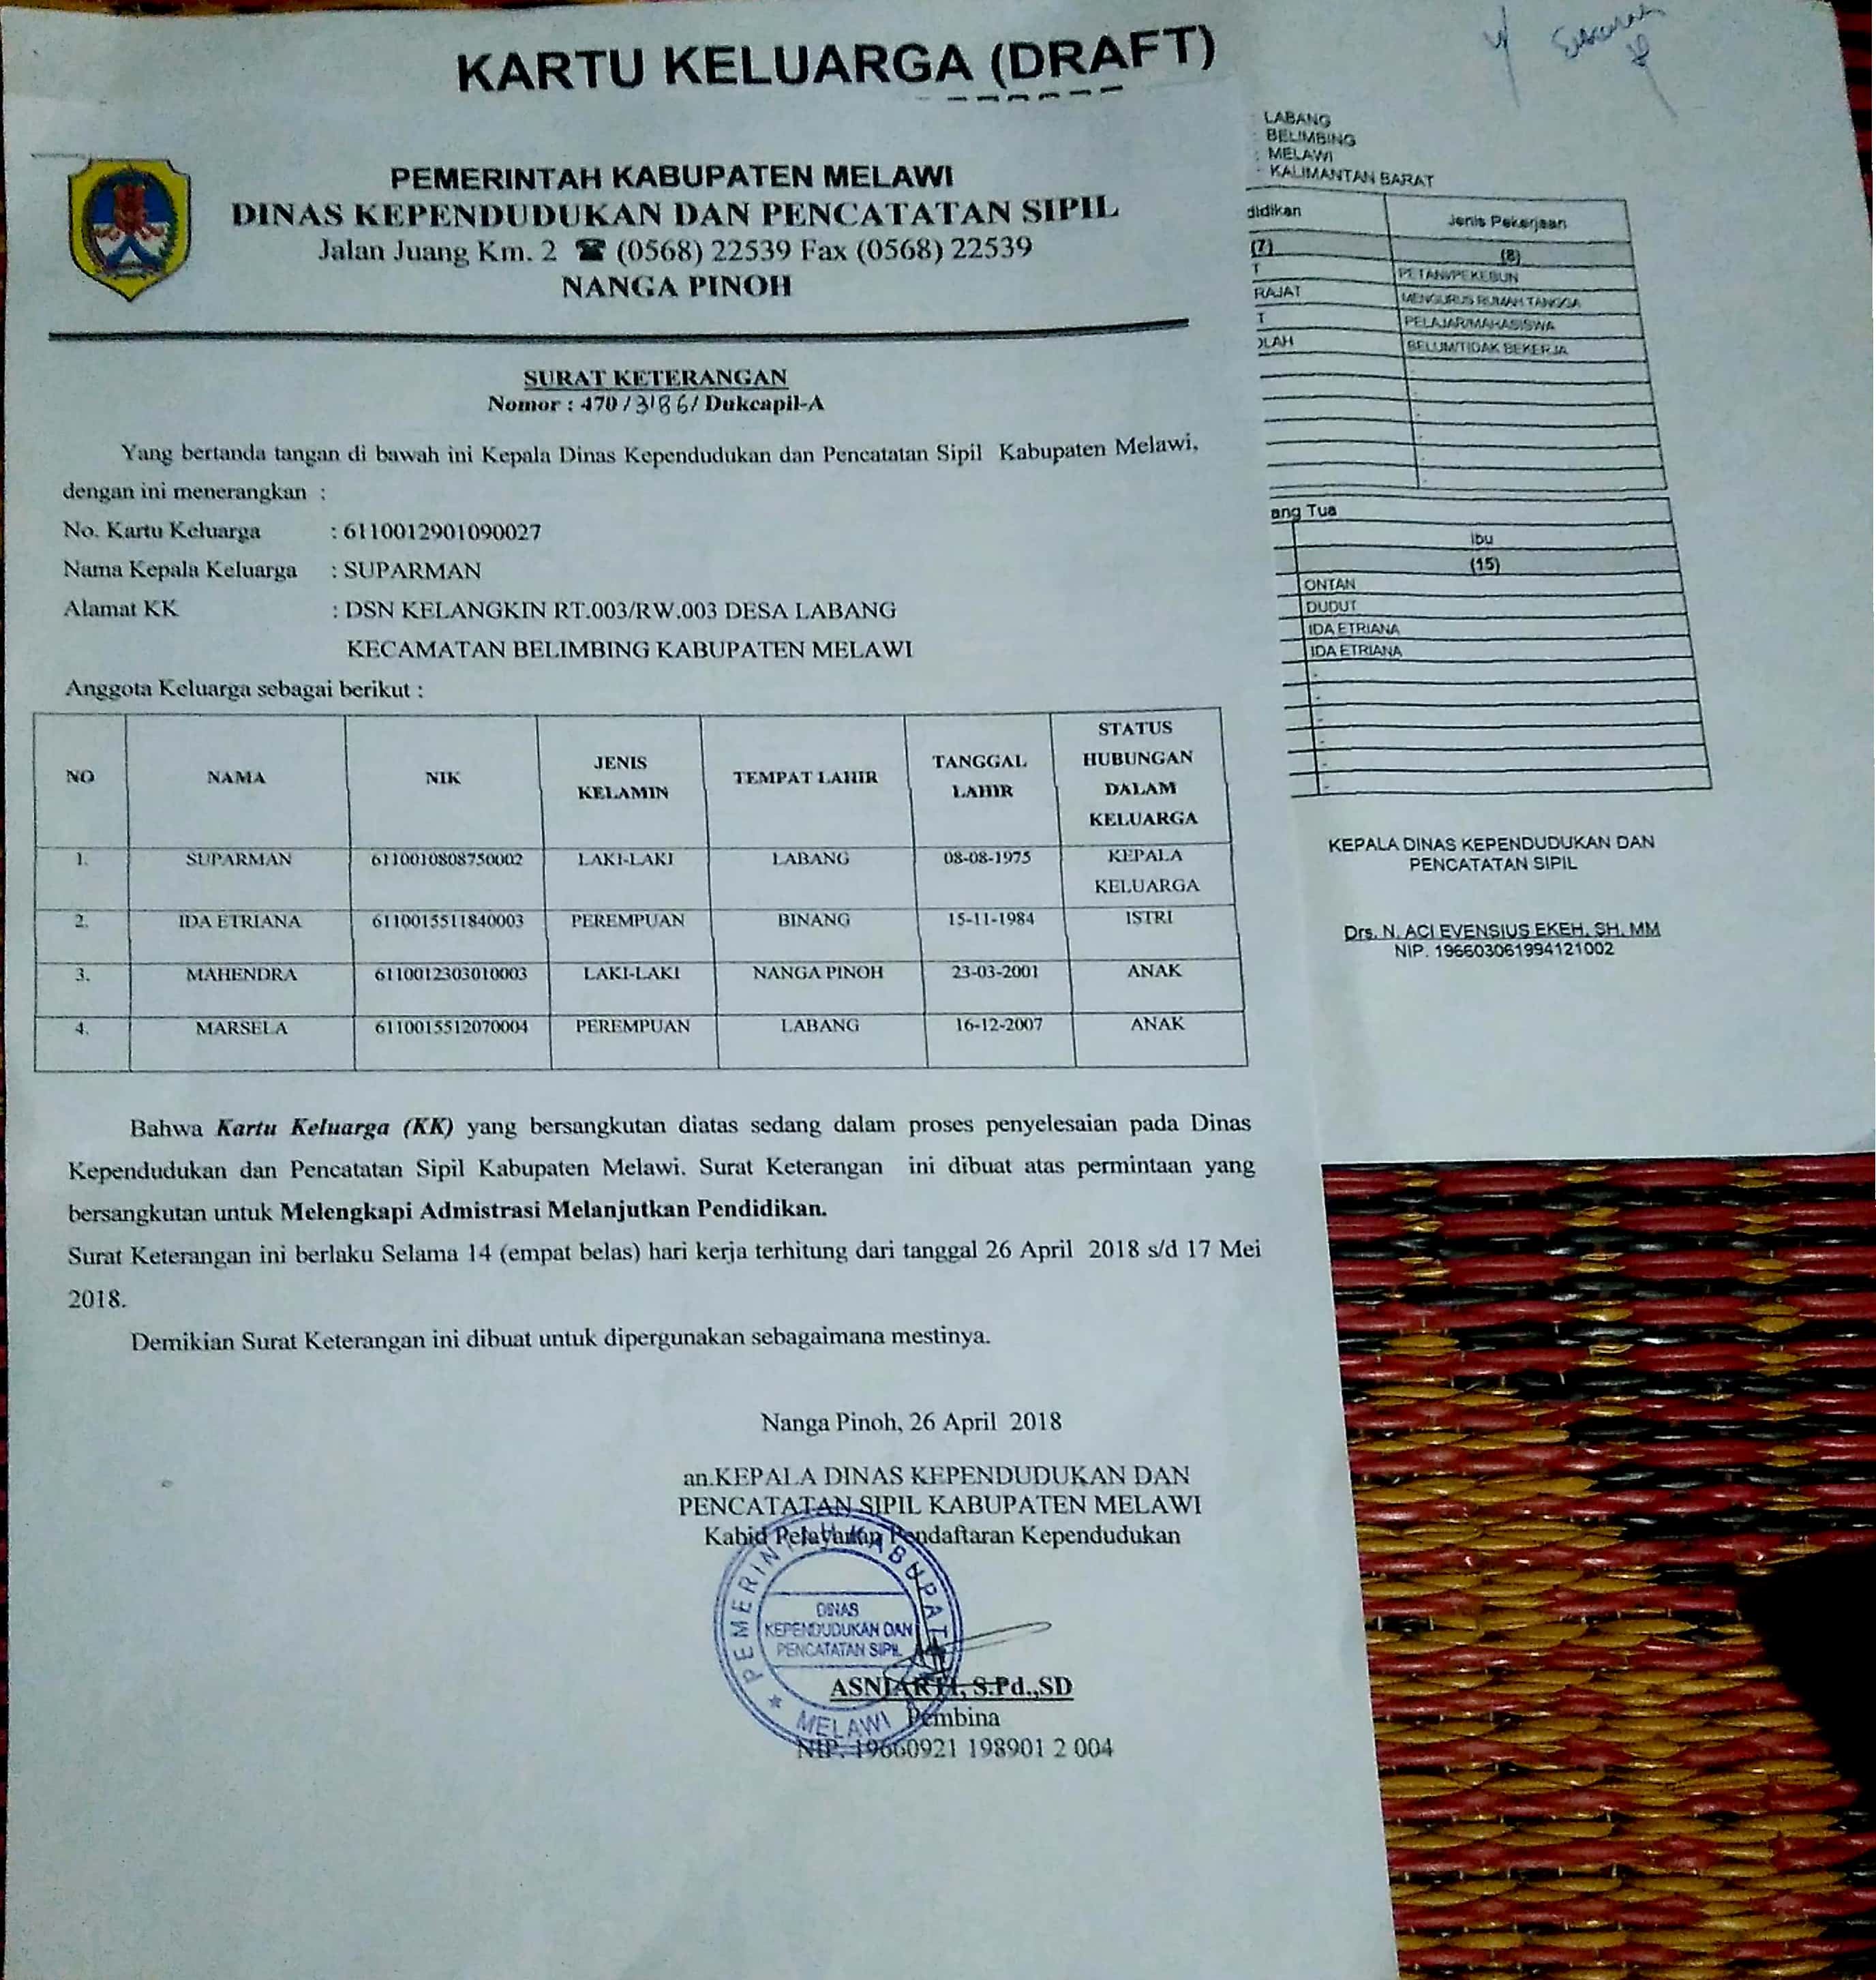 KARTU KELUARGA (DRAFT)
PEMERINTAH KABUPATEN MELAWI
DINAS KEPENDUDUKAN DAN PENCATATAN SIPIL
Jalan Juang Km. 2 ☎ (0568) 22539 Fax (0568) 22539
NANGA PINOH
SURAT KETERANGAN
Nomor : 470 / 3186 / Dukcapil-A
Yang bertanda tangan di bawah ini Kepala Dinas Kependudukan dan Pencatatan Sipil Kabupaten Melawi,
dengan ini menerangkan :
No. Kartu Keluarga : 6110012901090027
Nama Kepala Keluarga : SUPARMAN
Alamat KK : DSN KELANGKIN RT.003/RW.003 DESA LABANG
KECAMATAN BELIMBING KABUPATEN MELAWI
Anggota Keluarga sebagai berikut :
NO NAMA NIK JENIS KELAMIN TEMPAT LAHIR TANGGAL LAHIR STATUS HUBUNGAN DALAM KELUARGA
1. SUPARMAN 6110010808750002 LAKI-LAKI LABANG 08-08-1975 KEPALA KELUARGA
2. IDA ETRIANA 6110015511840003 PEREMPUAN BINANG 15-11-1984 ISTRI
3. MAHENDRA 6110012303010003 LAKI-LAKI NANGA PINOH 23-03-2001 ANAK
4. MARSELA 6110015512070004 PEREMPUAN LABANG 16-12-2007 ANAK
Bahwa Kartu Keluarga (KK) yang bersangkutan diatas sedang dalam proses penyelesaian pada Dinas
Kependudukan dan Pencatatan Sipil Kabupaten Melawi. Surat Keterangan ini dibuat atas permintaan yang
bersangkutan untuk Melengkapi Admistrasi Melanjutkan Pendidikan.
Surat Keterangan ini berlaku Selama 14 (empat belas) hari kerja terhitung dari tanggal 26 April 2018 s/d 17 Mei
2018.
Demikian Surat Keterangan ini dibuat untuk dipergunakan sebagaimana mestinya.
Nanga Pinoh, 26 April 2018
an.KEPALA DINAS KEPENDUDUKAN DAN
PENCATATAN SIPIL KABUPATEN MELAWI
Kabid Pelayanan Pendaftaran Kependudukan
PEMERINTAH KABUPATEN
DINAS
KEPENDUDUKAN DAN
PENCATATAN SIPIL
MELAWI
ASNIARTI, S.Pd.,SD
Pembina
NIP. 19660921 198901 2 004
: LABANG
: BELIMBING
: MELAWI
: KALIMANTAN BARAT
didikan Jenis Pekerjaan
(7) (8)
T PETANI/PEKEBUN
RAJAT MENGURUS RUMAH TANGGA
T PELAJAR/MAHASISWA
OLAH BELUM/TIDAK BEKERJA
ang Tua
Ibu
(15)
ONTAN
DUDUT
IDA ETRIANA
IDA ETRIANA
KEPALA DINAS KEPENDUDUKAN DAN
PENCATATAN SIPIL
Drs. N. ACI EVENSIUS EKEH, SH, MM
NIP. 196603061994121002